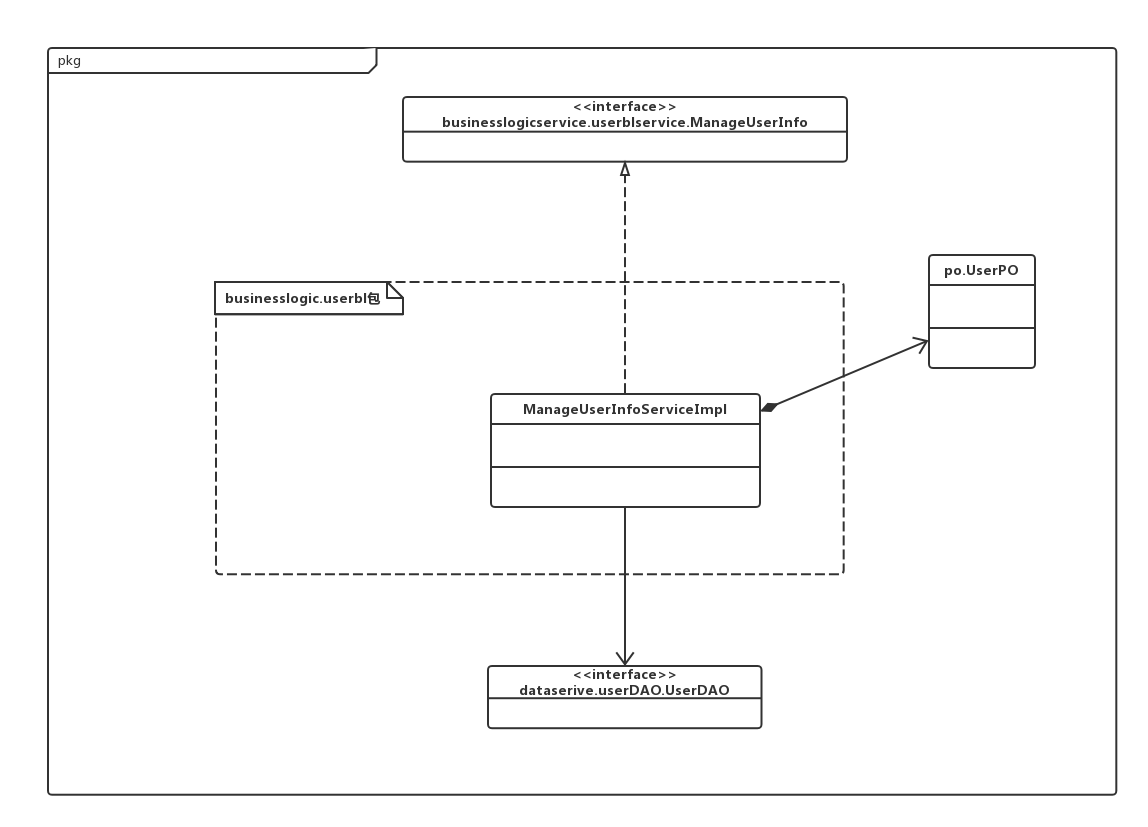 pkg
<<interface>>
businesslogicservice.userblservice.ManageUserInfo
po.UserPO
businesslogic.userbl包
ManageUserInfoServiceImpl
<<interface>>
dataserive.userDAO.UserDAO